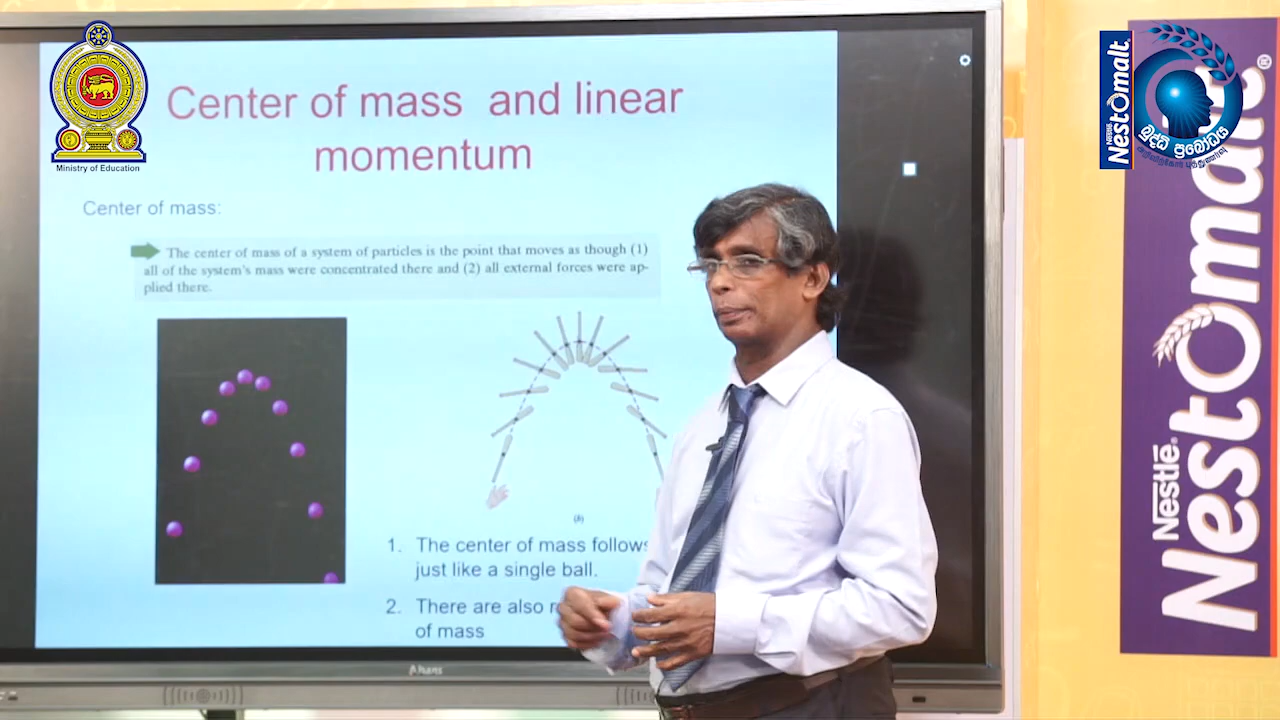 Ministry of Education
Center of mass and linear
momentum
Center of mass:
The center of mass of a system of particles is the point that moves as though (1)
all of the system's mass were concentrated there and (2) all external forces were ap-
plied there.
(b)
1. The center of mass follows
just like a single ball.
2. There are also r
of mass
Nestlé
Nestomalt
බුද්ධි ප්‍රබෝධය
Nestlé
Nestomalt®